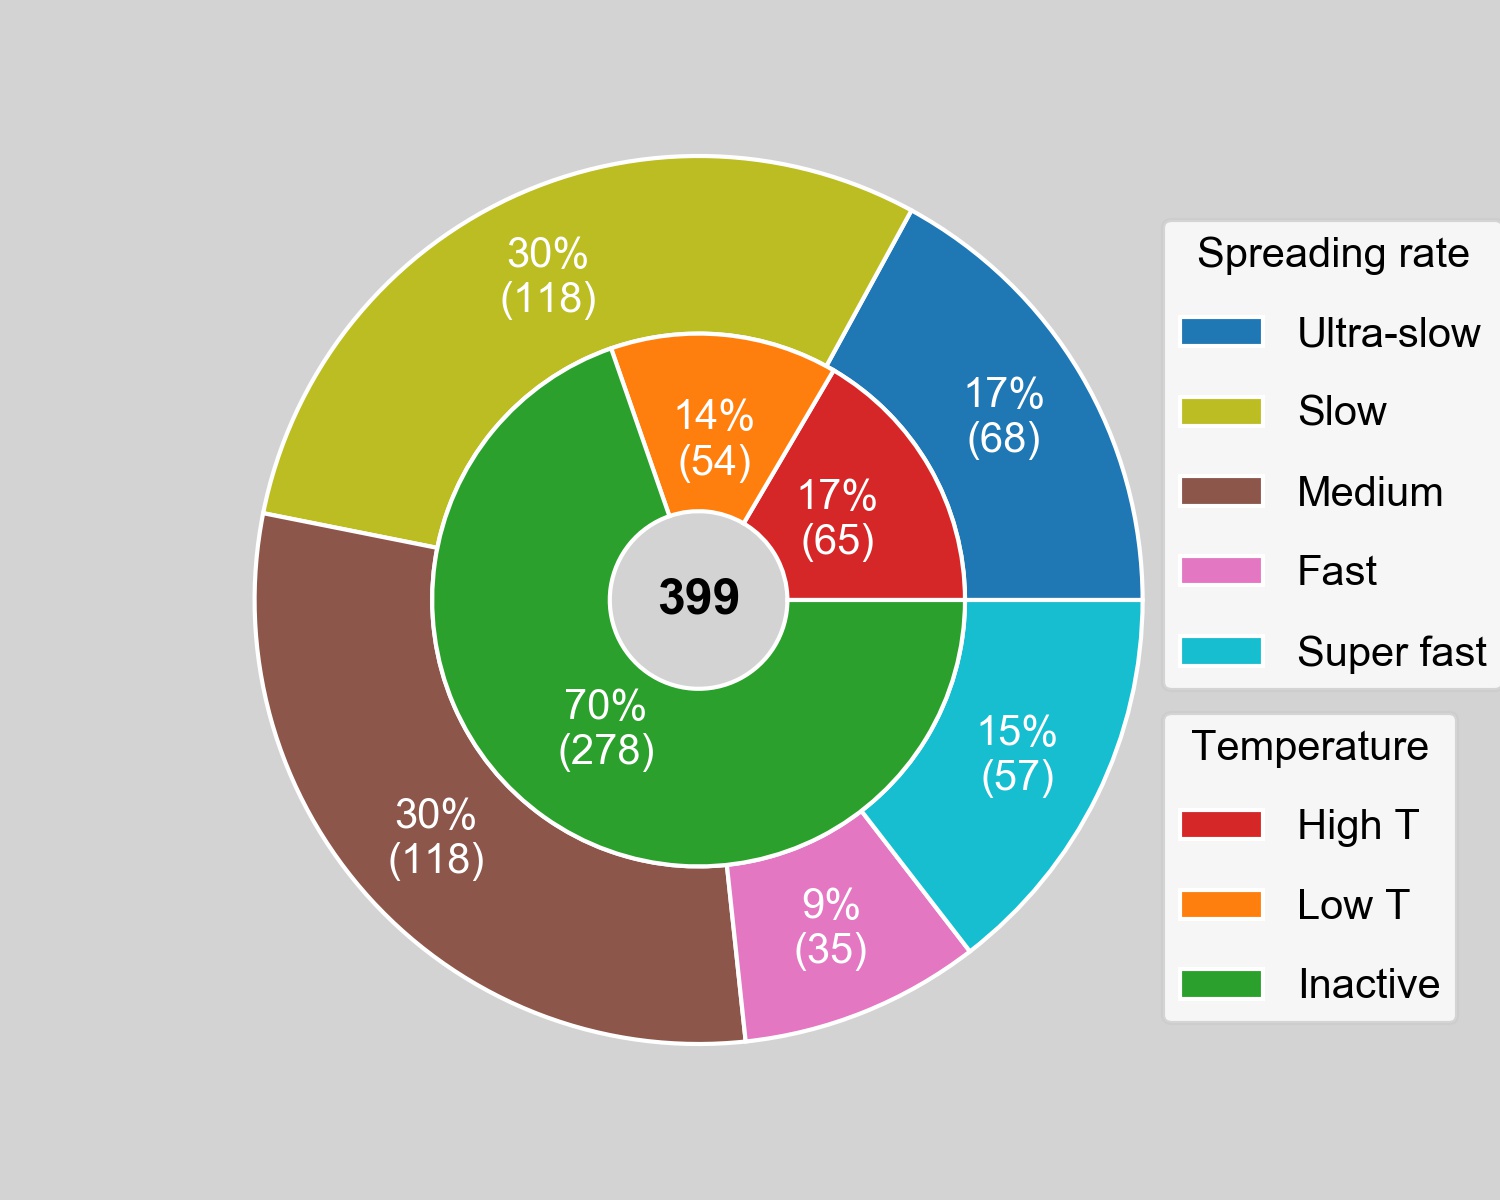 30%
(118)
17%
(68)
14%
(54)
17%
(65)
399
70%
(278)
30%
(118)
9%
(35)
15%
(57)
Spreading rate
Ultra-slow
Slow
Medium
Fast
Super fast
Temperature
High T
Low T
Inactive